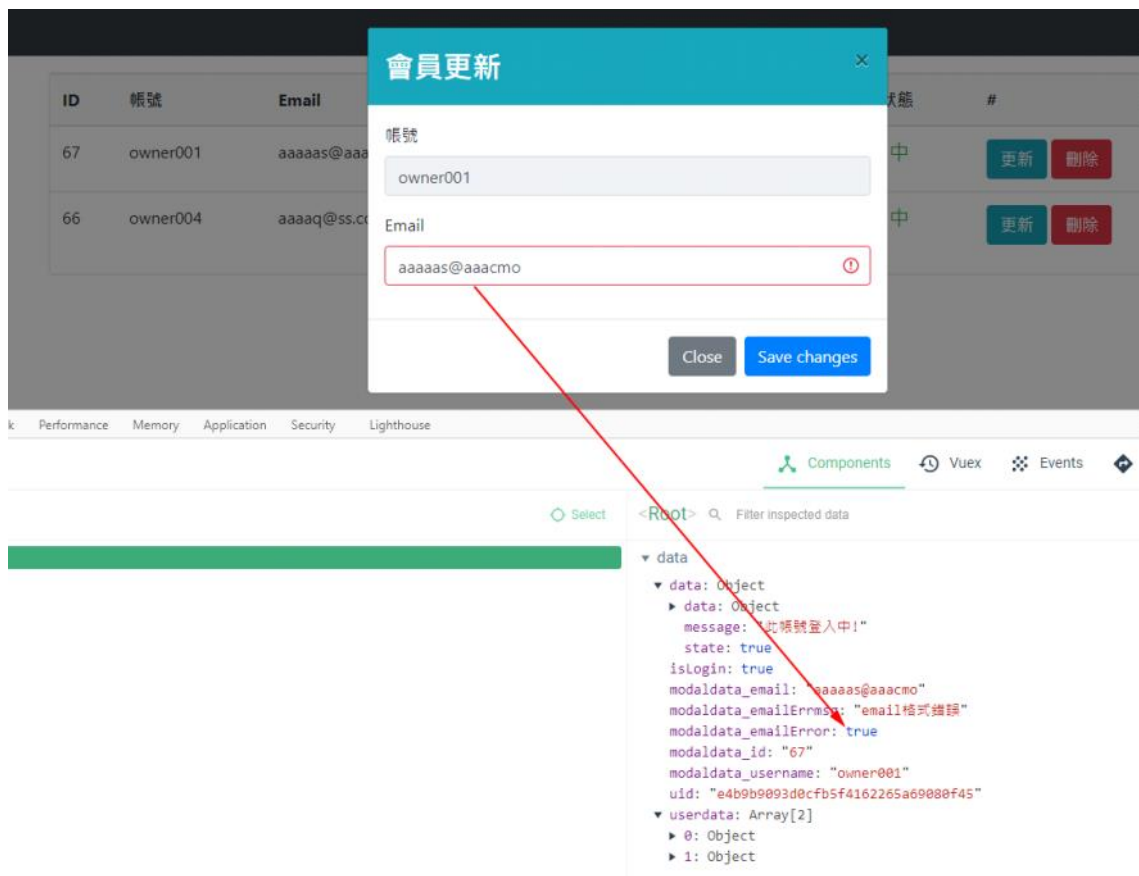 會員更新
×
ID 帳號 Email 狀態 #
帳號
67 owner001 aaaaas@aaa 中 更新 刪除
owner001
66 owner004 aaaaq@ss.co 中 更新 刪除
Email
aaaaas@aaacmo
Close Save changes
k Performance Memory Application Security Lighthouse
Components Vuex Events
Select <Root> Filter inspected data
data
data: Object
data: Object
message: "此帳號登入中!"
state: true
isLogin: true
modaldata_email: "aaaaas@aaacmo"
modaldata_emailErrmsg: "email格式錯誤"
modaldata_emailError: true
modaldata_id: "67"
modaldata_username: "owner001"
uid: "e4b9b9093d0cfb5f4162265a69080f45"
userdata: Array[2]
0: Object
1: Object